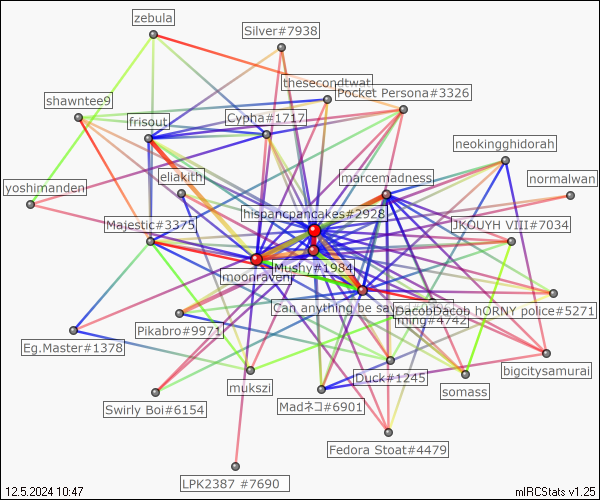 zebula
Silver#7938
thesecondtwat
Pocket Persona#3326
shawntee9
frisout
Cypha#1717
neokingghidorah
eliakith
marcemadness
normalwan
yoshimanden
hispancpancakes#2928
Majestic#3375
JKOUYH VIII#7034
Mushy#1984
moonraven
Can anything be saved
DacobDacob hORNY police#5271
#4742
Pikabro#9971
Eg.Master#1378
Duck#1245
bigcitysamurai
mukszi
somass
Swirly Boi#6154
Madネコ#6901
Fedora Stoat#4479
LPK2387 #7690
12.5.2024 10:47
mIRCStats v1.25